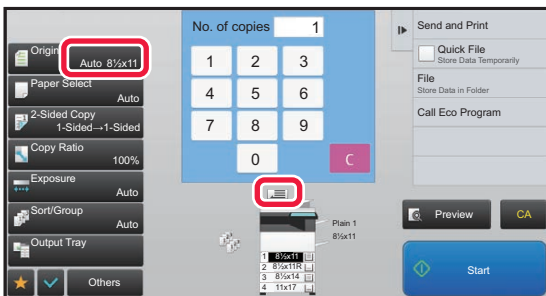 Original
Auto 8½x11
Paper Select
Auto
2-Sided Copy
1-Sided→1-Sided
Copy Ratio
100%
Exposure
Auto
Sort/Group
Auto
Output Tray
Others
No. of copies 1
1 2 3
4 5 6
7 8 9
0 C
Plain 1
8½x11
1 8½x11
2 8½x11R
3 8½x14
4 11x17
Send and Print
Quick File
Store Data Temporarily
File
Store Data in Folder
Call Eco Program
Preview
CA
Start